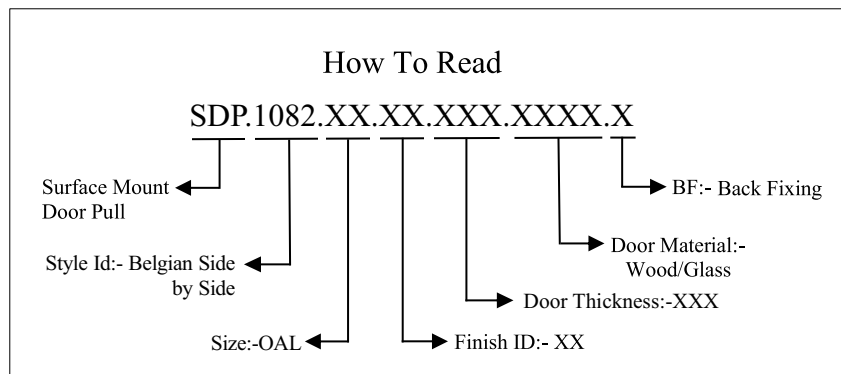 How To Read
SDP.1082.XX.XX.XXX.XXXX.X
Surface Mount
Door Pull
BF:- Back Fixing
Style Id:- Belgian Side
by Side
Door Material:-
Wood/Glass
Door Thickness:-XXX
Size:-OAL
Finish ID:- XX